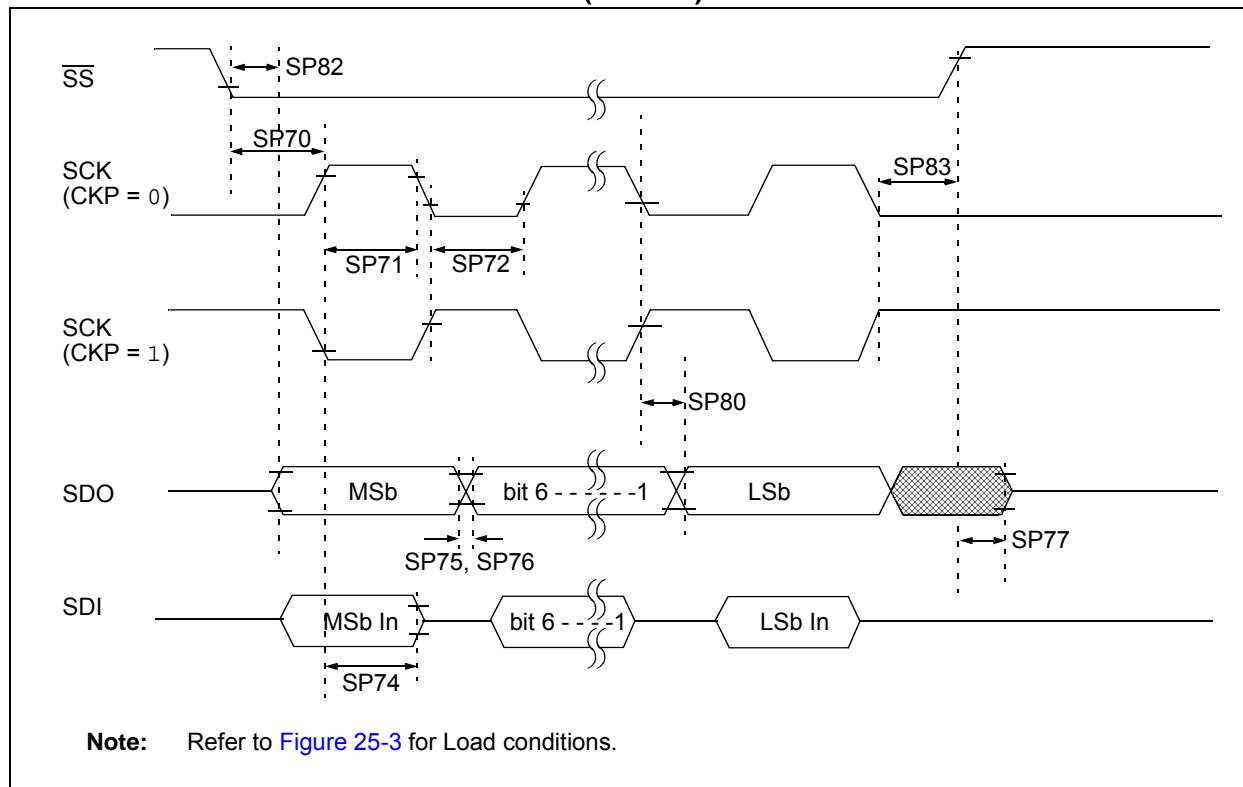 SS
SP82
SP70
SCK
(CKP = 0)
SP83
SP71
SP72
SCK
(CKP = 1)
SP80
SDO
MSb
bit 6 - - - - - -1
LSb
SP75, SP76
SP77
SDI
MSb In
bit 6 - - - -1
LSb In
SP74
Note: Refer to Figure 25-3 for Load conditions.